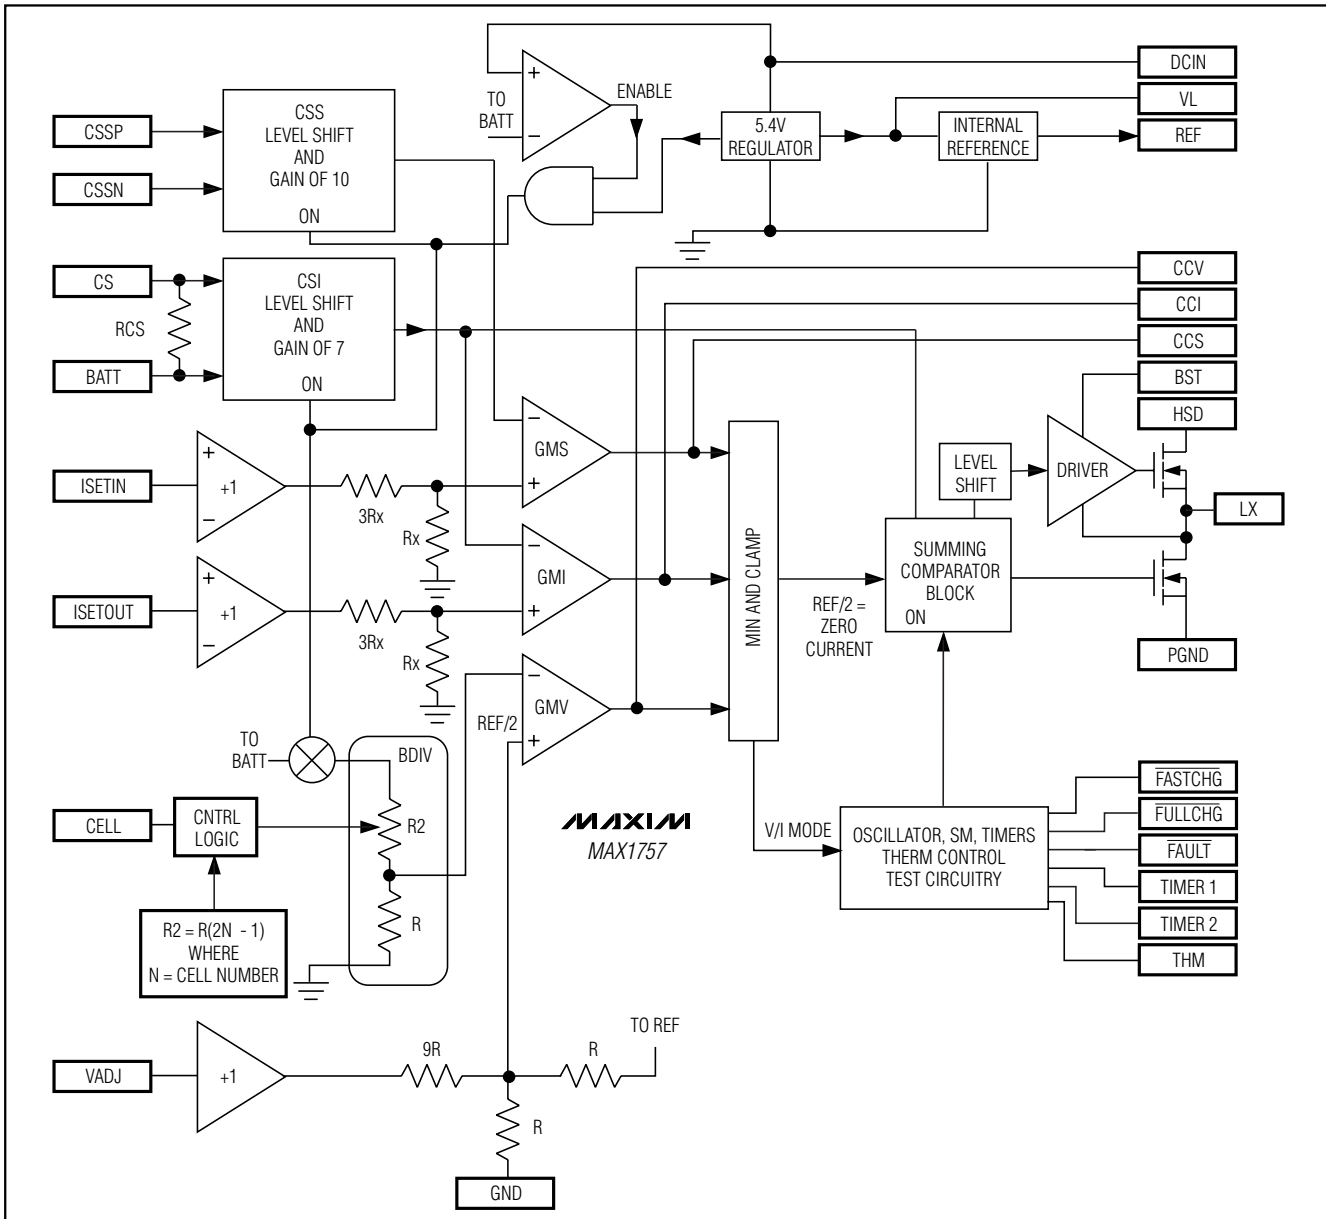 DCIN
VL
REF
TO
BATT
+
−
ENABLE
5.4V
REGULATOR
INTERNAL
REFERENCE
CSSP
CSSN
CSS
LEVEL SHIFT
AND
GAIN OF 10
ON
CS
RCS
BATT
CSI
LEVEL SHIFT
AND
GAIN OF 7
ON
CCV
CCI
CCS
BST
HSD
LX
PGND
ISETIN
+
+1
−
3Rx
Rx
−
GMS
+
ISETOUT
+
+1
−
3Rx
Rx
−
GMI
+
REF/2
−
GMV
+
MIN AND CLAMP
REF/2 =
ZERO
CURRENT
LEVEL
SHIFT
DRIVER
SUMMING
COMPARATOR
BLOCK
ON
TO
BATT
BDIV
R2
R
CELL
CNTRL
LOGIC
R2 = R(2N - 1)
WHERE
N = CELL NUMBER
MAXIM
MAX1757
V/I MODE
OSCILLATOR, SM, TIMERS
THERM CONTROL
TEST CIRCUITRY
FASTCHG
FULLCHG
FAULT
TIMER 1
TIMER 2
THM
VADJ
+1
9R
R
TO REF
R
GND